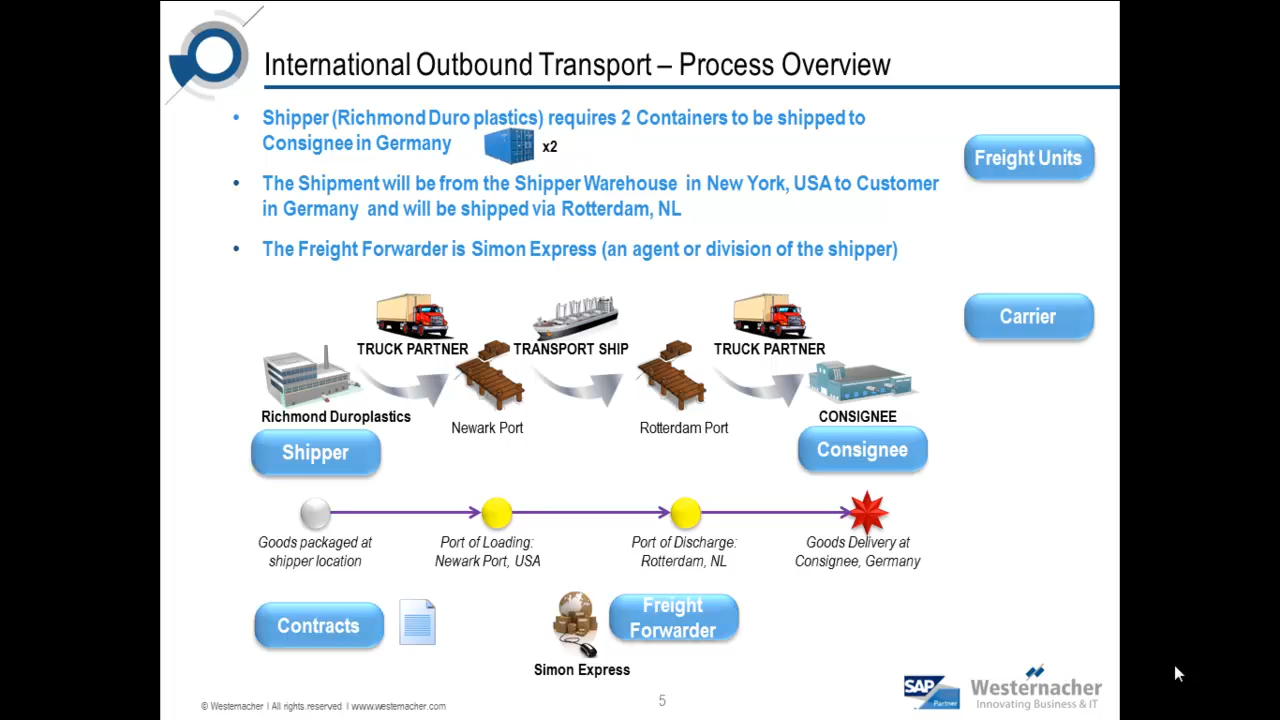 International Outbound Transport – Process Overview
• Shipper (Richmond Duro plastics) requires 2 Containers to be shipped to
Consignee in Germany
x2
Freight Units
• The Shipment will be from the Shipper Warehouse in New York, USA to Customer
in Germany and will be shipped via Rotterdam, NL
• The Freight Forwarder is Simon Express (an agent or division of the shipper)
Carrier
TRUCK PARTNER
TRANSPORT SHIP
TRUCK PARTNER
Richmond Duroplastics
Newark Port
Rotterdam Port
CONSIGNEE
Shipper
Consignee
Goods packaged at
shipper location
Port of Loading:
Newark Port, USA
Port of Discharge:
Rotterdam, NL
Goods Delivery at
Consignee, Germany
Contracts
Freight
Forwarder
Simon Express
SAP
Partner
Westernacher
Innovating Business & IT
© Westernacher I All rights reserved I www.westernacher.com
5